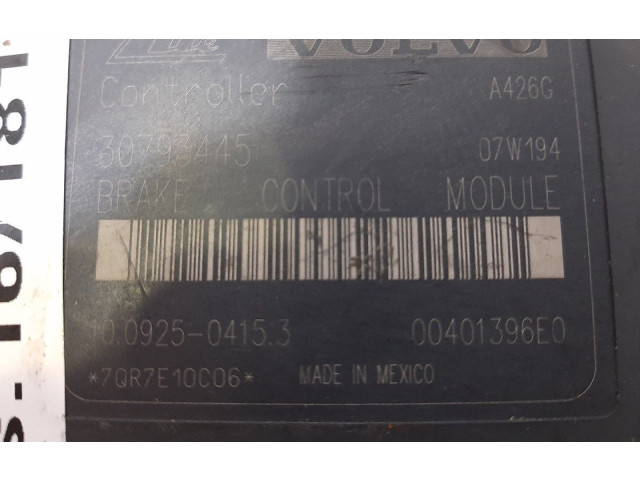 VOLVO
Controller A426G
30793445 07W194
BRAKE CONTROL MODULE
10.0925-0415.3 00401396E0
*7QR7E10C06* MADE IN MEXICO